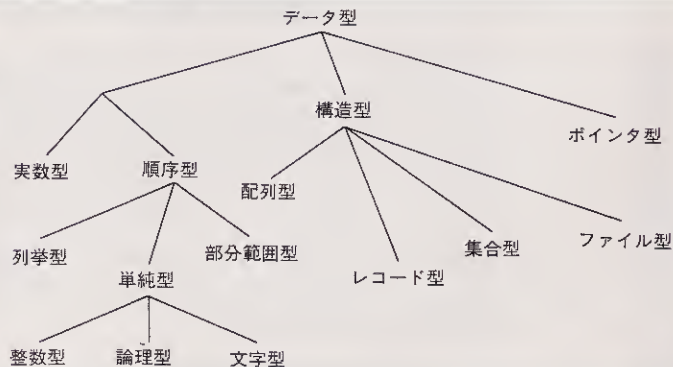 データ型
構造型
ポインタ型
実数型
順序型
配列型
列挙型
部分範囲型
集合型
ファイル型
単純型
レコード型
整数型
論理型
文字型